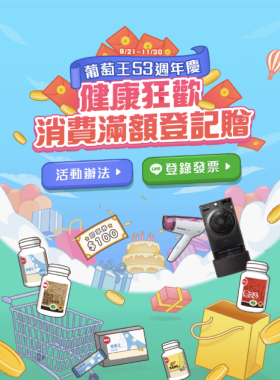 8/21-11/30
葡萄王53週年慶
健康狂歡
消費滿額登記贈
活動辦法
登錄發票
$100